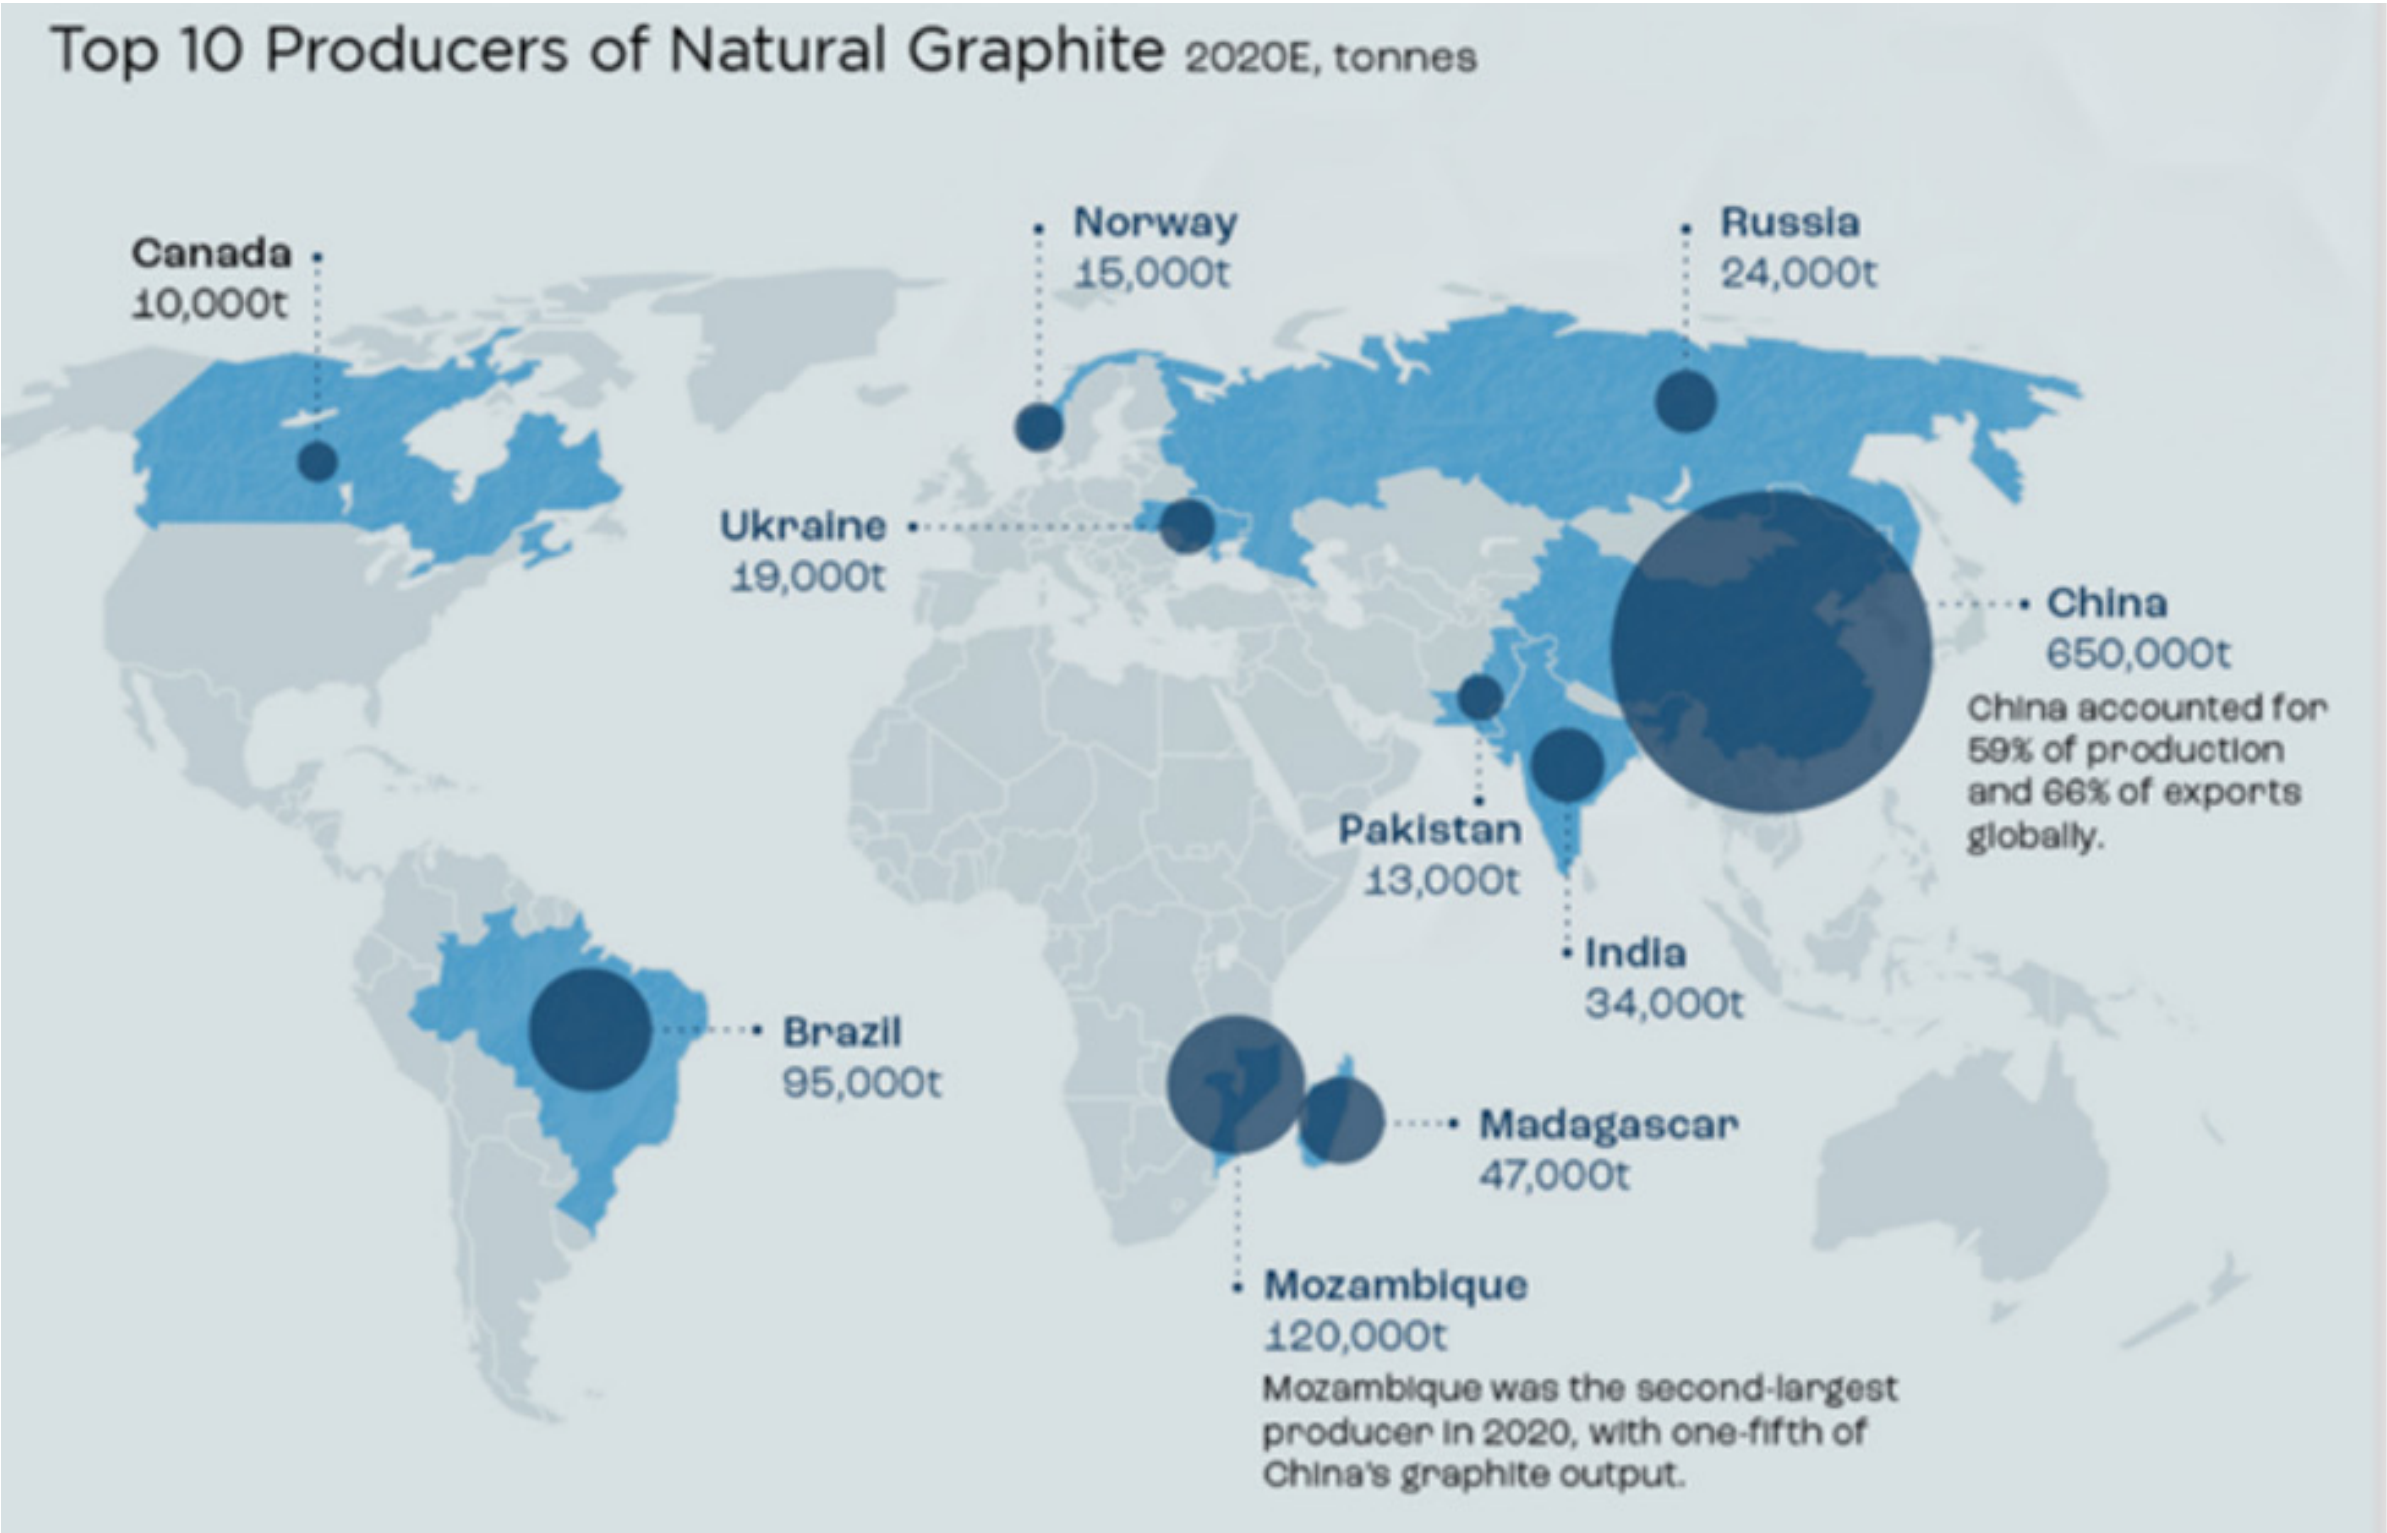 Top 10 Producers of Natural Graphite 2020E, tonnes
Canada
10,000t
Norway
15,000t
Russia
24,000t
Ukraine
19,000t
China
650,000t
China accounted for
59% of production
and 66% of exports
globally.
Pakistan
13,000t
India
34,000t
Brazil
95,000t
Madagascar
47,000t
Mozambique
120,000t
Mozambique was the second-largest
producer in 2020, with one-fifth of
China's graphite output.